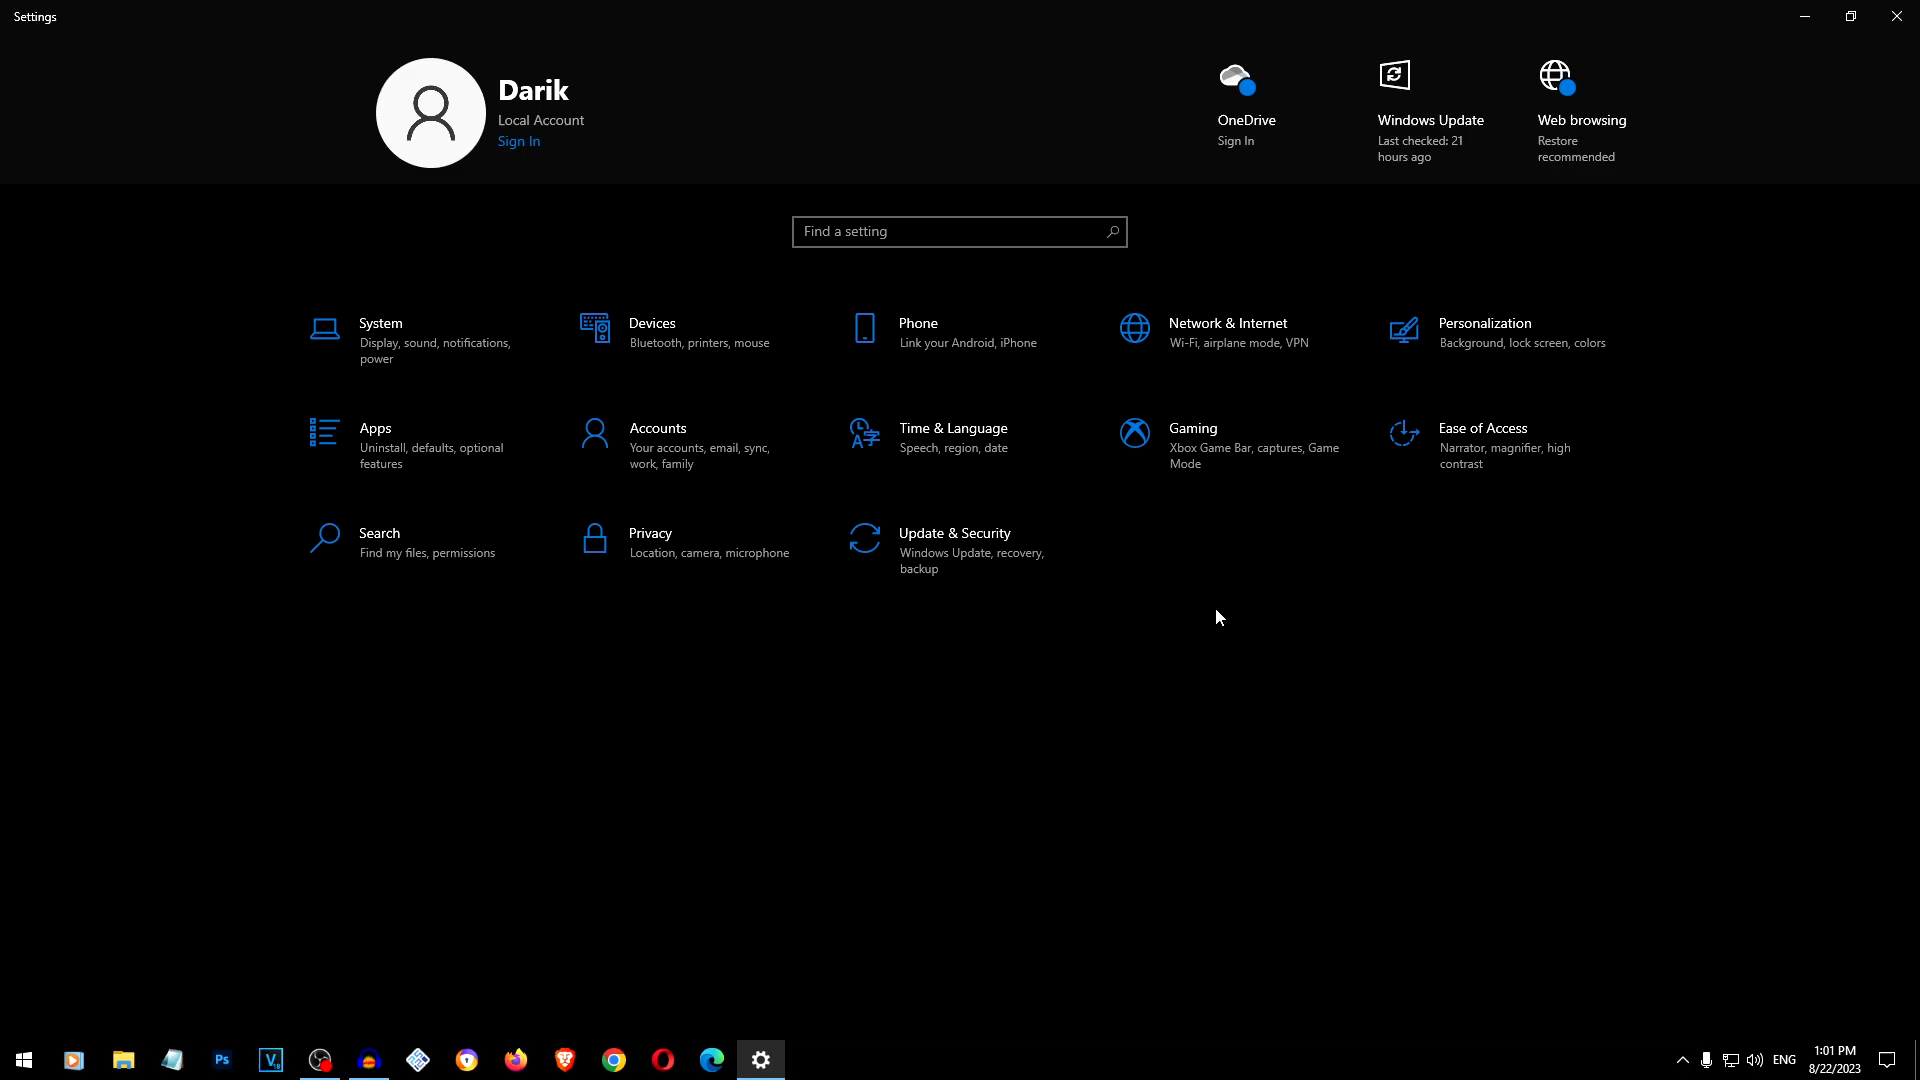 Settings
Darik
Local Account
Sign In
OneDrive
Sign In
Windows Update
Last checked: 21
hours ago
Web browsing
Restore
recommended
Find a setting
System
Display, sound, notifications,
power
Devices
Bluetooth, printers, mouse
Phone
Link your Android, iPhone
Network & Internet
Wi-Fi, airplane mode, VPN
Personalization
Background, lock screen, colors
Apps
Uninstall, defaults, optional
features
Accounts
Your accounts, email, sync,
work, family
Time & Language
Speech, region, date
Gaming
Xbox Game Bar, captures, Game
Mode
Ease of Access
Narrator, magnifier, high
contrast
Search
Find my files, permissions
Privacy
Location, camera, microphone
Update & Security
Windows Update, recovery,
backup
Ps
V
18
ENG
1:01 PM
8/22/2023